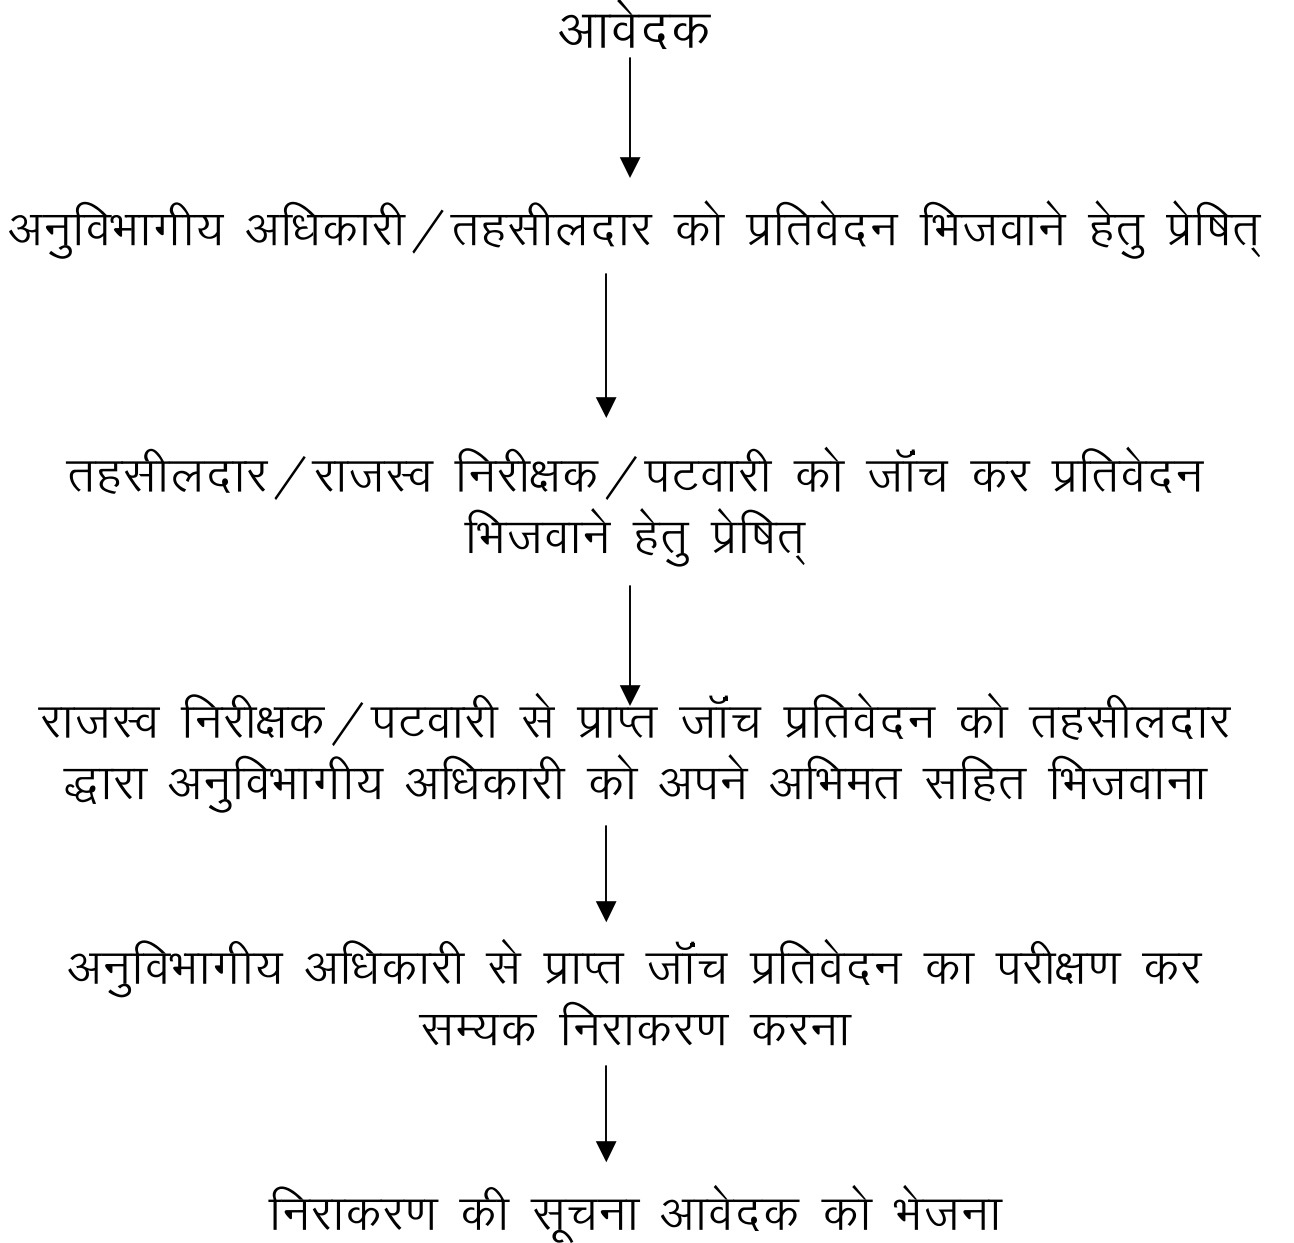 आवेदक
अनुविभागीय अधिकारी/तहसीलदार को प्रतिवेदन भिजवाने हेतु प्रेषित्
तहसीलदार/राजस्व निरीक्षक/पटवारी को जॉंच कर प्रतिवेदन
भिजवाने हेतु प्रेषित्
राजस्व निरीक्षक/पटवारी से प्राप्त जॉंच प्रतिवेदन को तहसीलदार
द्धारा अनुविभागीय अधिकारी को अपने अभिमत सहित भिजवाना
अनुविभागीय अधिकारी से प्राप्त जॉंच प्रतिवेदन का परीक्षण कर
सम्यक निराकरण करना
निराकरण की सूचना आवेदक को भेजना